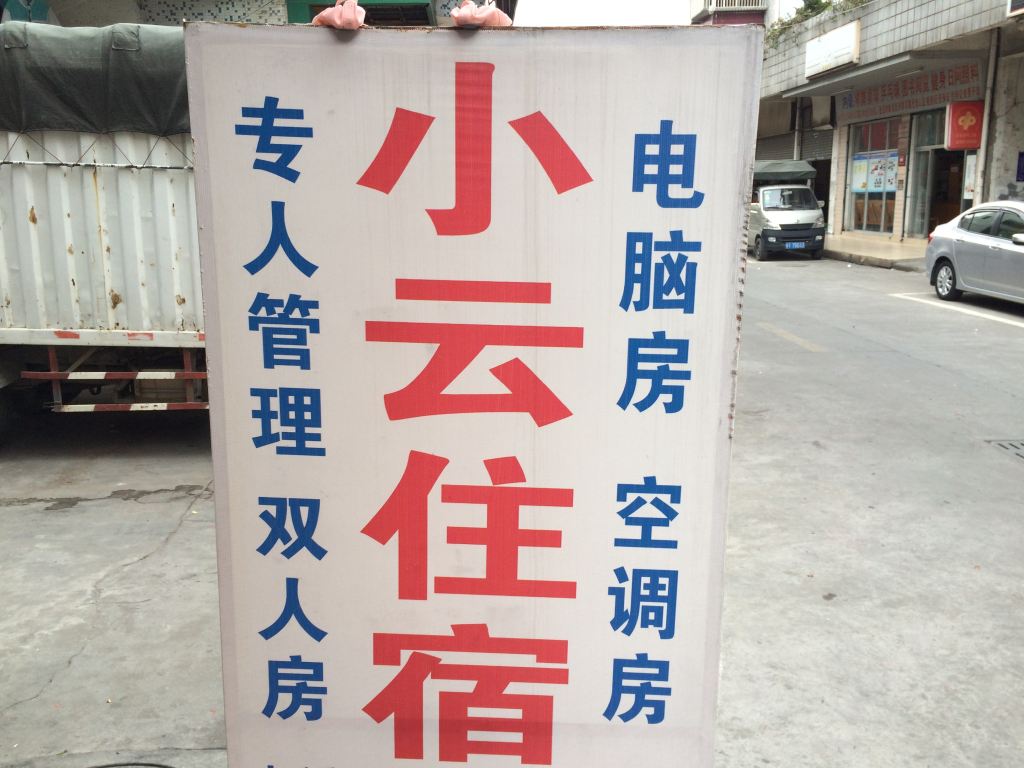 电脑房 空调房
小云住宿
专人管理 双人房